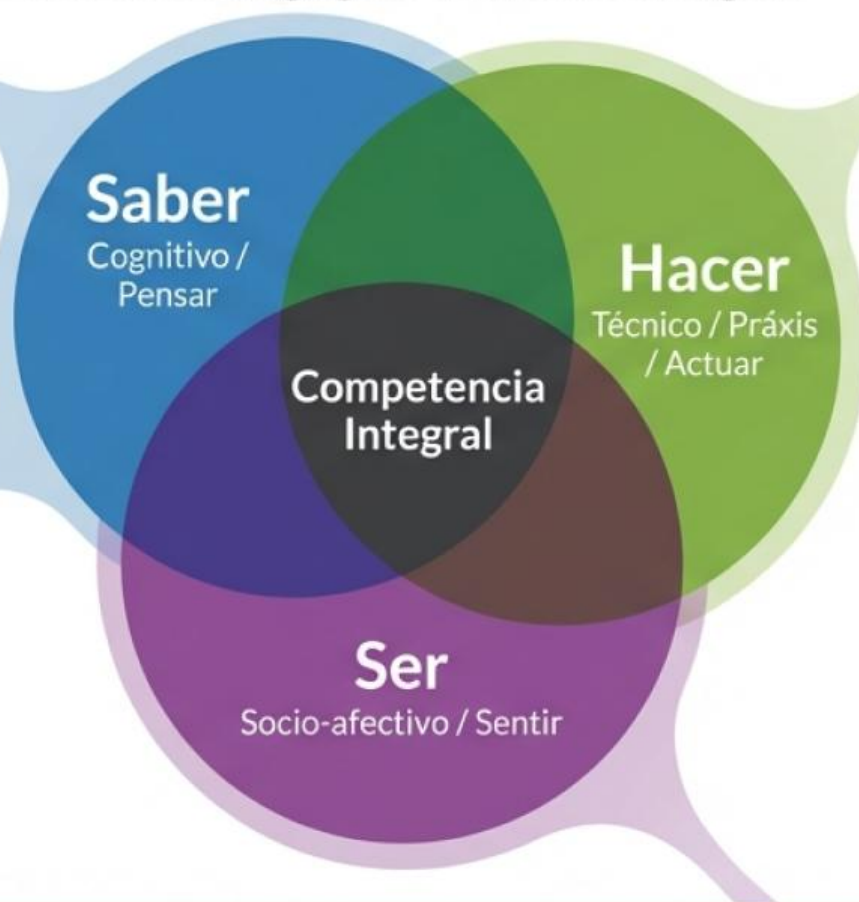 Saber
Cognitivo /
Pensar
Hacer
Técnico / Práxis
/ Actuar
Competencia
Integral
Ser
Socio-afectivo / Sentir